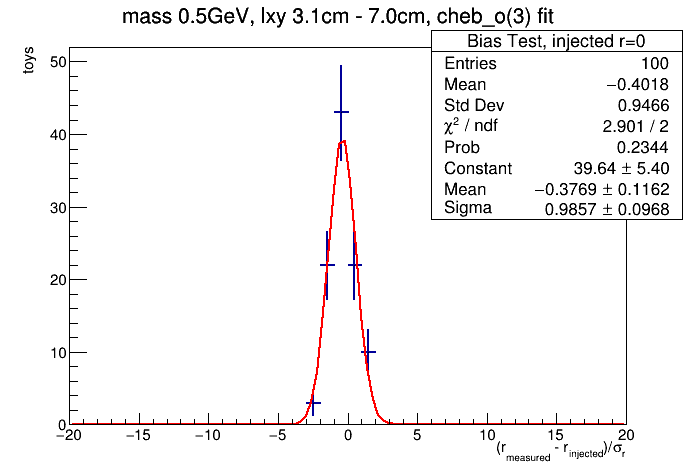 mass 0.5GeV, lxy 3.1cm - 7.0cm, cheb_o(3) fit
toys
Bias Test, injected r=0
Entries 100
Mean −0.4018
Std Dev 0.9466
χ² / ndf 2.901 / 2
Prob 0.2344
Constant 39.64 ± 5.40
Mean −0.3769 ± 0.1162
Sigma 0.9857 ± 0.0968
50
40
30
20
10
0
−20 −15 −10 −5 0 5 10 15 20
(r_measured - r_injected)/σ_r